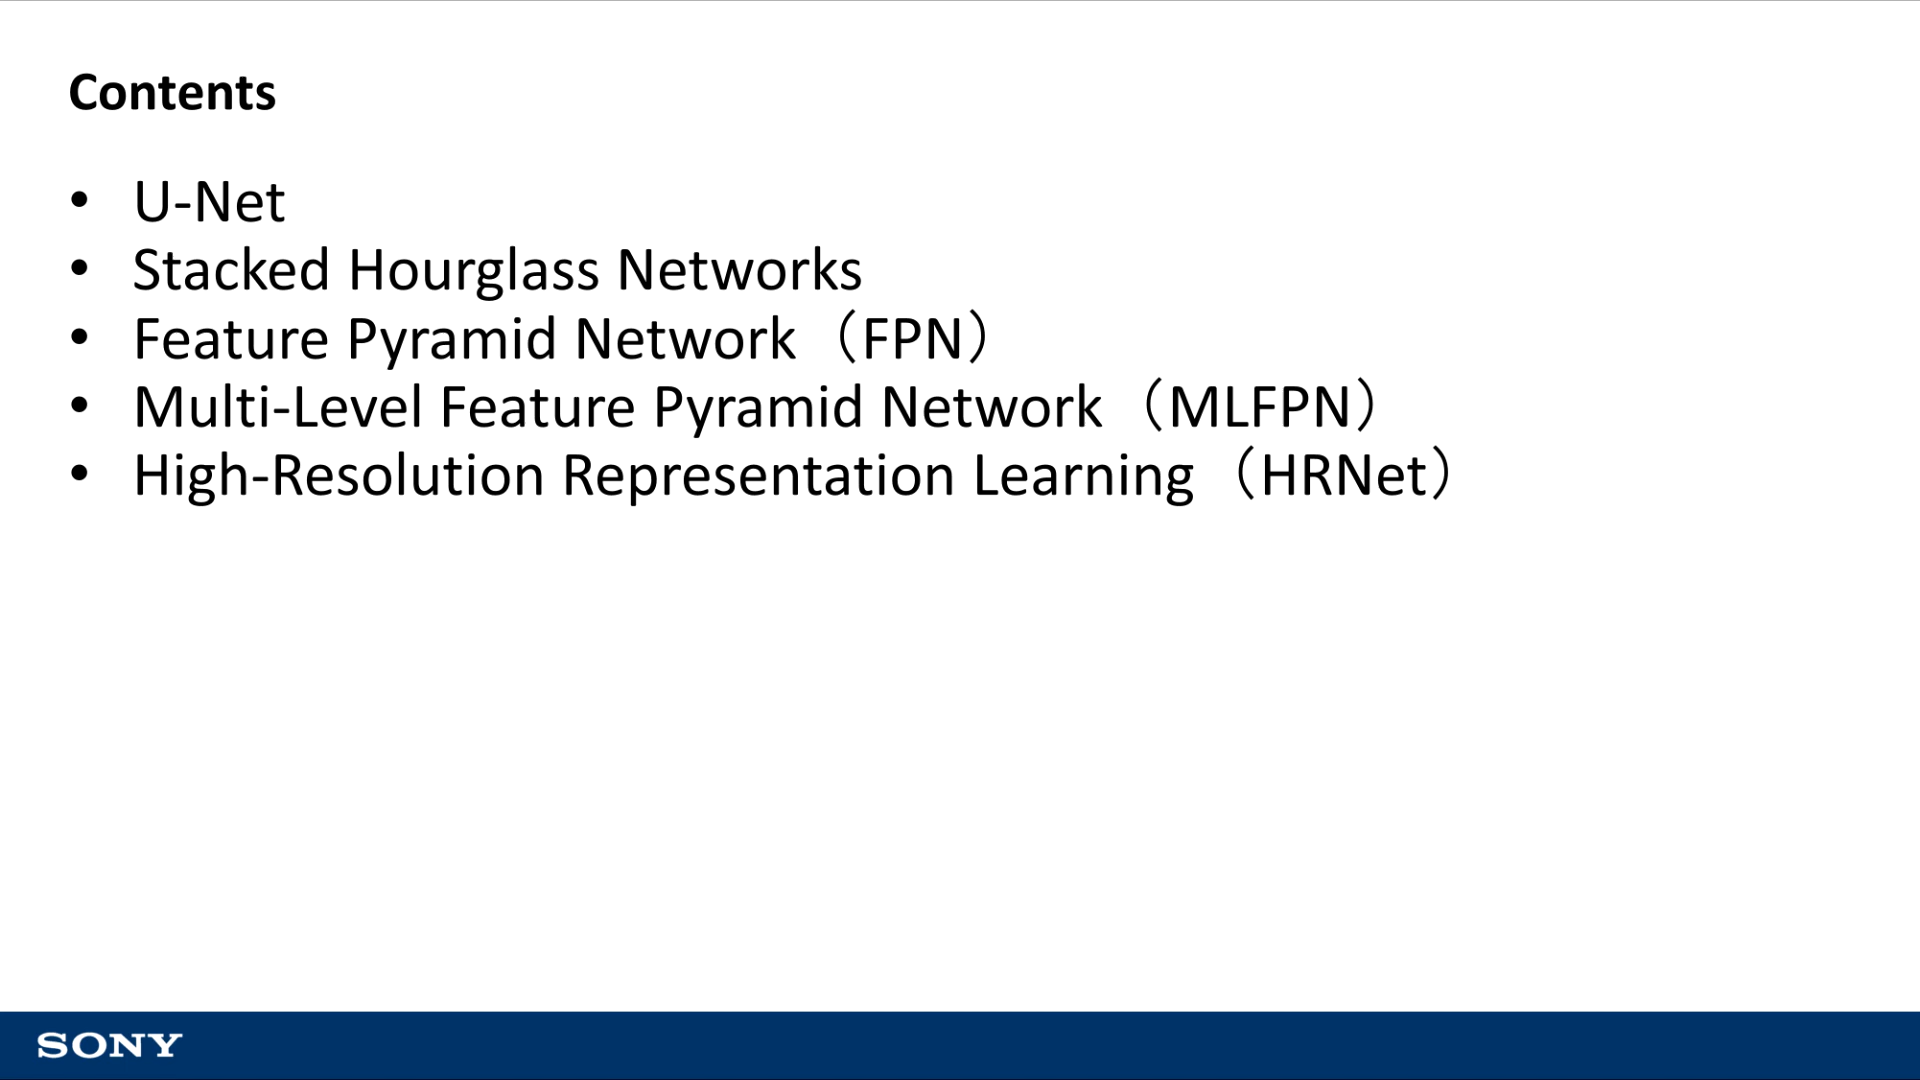 Contents
• U-Net
• Stacked Hourglass Networks
• Feature Pyramid Network（FPN）
• Multi-Level Feature Pyramid Network（MLFPN）
• High-Resolution Representation Learning（HRNet）
SONY